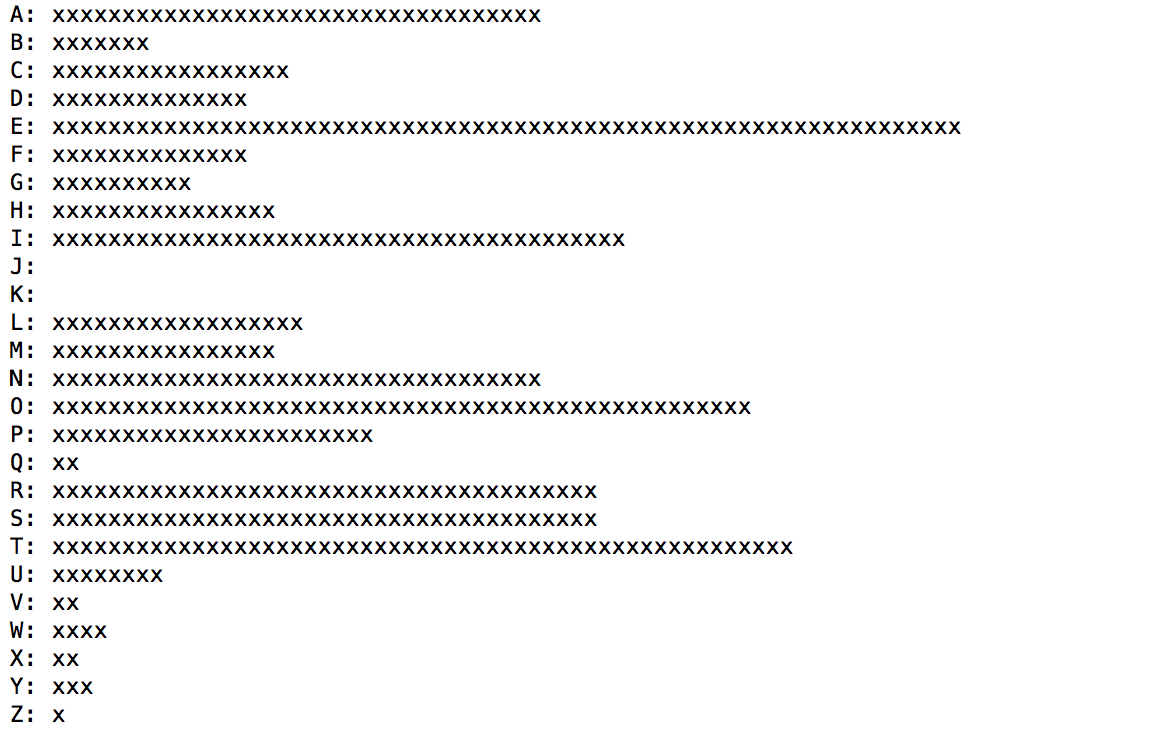 A: xxxxxxxxxxxxxxxxxxxxxxxxxxxxxxxxxxx
B: xxxxxxx
C: xxxxxxxxxxxxxxxxx
D: xxxxxxxxxxxxxx
E: xxxxxxxxxxxxxxxxxxxxxxxxxxxxxxxxxxxxxxxxxxxxxxxxxxxxxxxxxxxxxxxxx
F: xxxxxxxxxxxxxx
G: xxxxxxxxxx
H: xxxxxxxxxxxxxxxx
I: xxxxxxxxxxxxxxxxxxxxxxxxxxxxxxxxxxxxxxxxx
J:
K:
L: xxxxxxxxxxxxxxxxxx
M: xxxxxxxxxxxxxxxx
N: xxxxxxxxxxxxxxxxxxxxxxxxxxxxxxxxxxx
O: xxxxxxxxxxxxxxxxxxxxxxxxxxxxxxxxxxxxxxxxxxxxxxxxxx
P: xxxxxxxxxxxxxxxxxxxxxxx
Q: xx
R: xxxxxxxxxxxxxxxxxxxxxxxxxxxxxxxxxxxxxxx
S: xxxxxxxxxxxxxxxxxxxxxxxxxxxxxxxxxxxxxxx
T: xxxxxxxxxxxxxxxxxxxxxxxxxxxxxxxxxxxxxxxxxxxxxxxxxxxxx
U: xxxxxxxx
V: xx
W: xxxx
X: xx
Y: xxx
Z: x